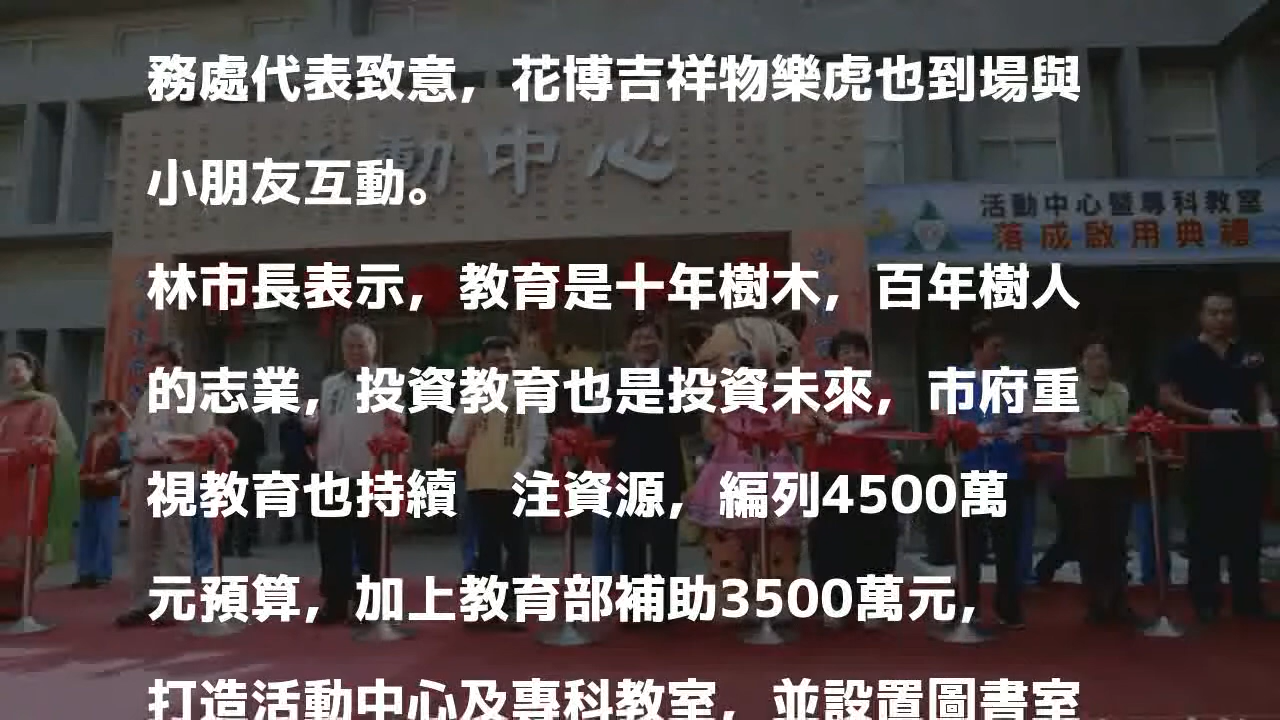 務處代表致意，花博吉祥物樂虎也到場與
小朋友互動。
動中心
活動中心暨專科教室
落成啟用典禮
林市長表示，教育是十年樹木，百年樹人
的志業，投資教育也是投資未來，市府重
視教育也持續　注資源，編列4500萬
元預算，加上教育部補助3500萬元，
打造活動中心及專科教室，並設置圖書室